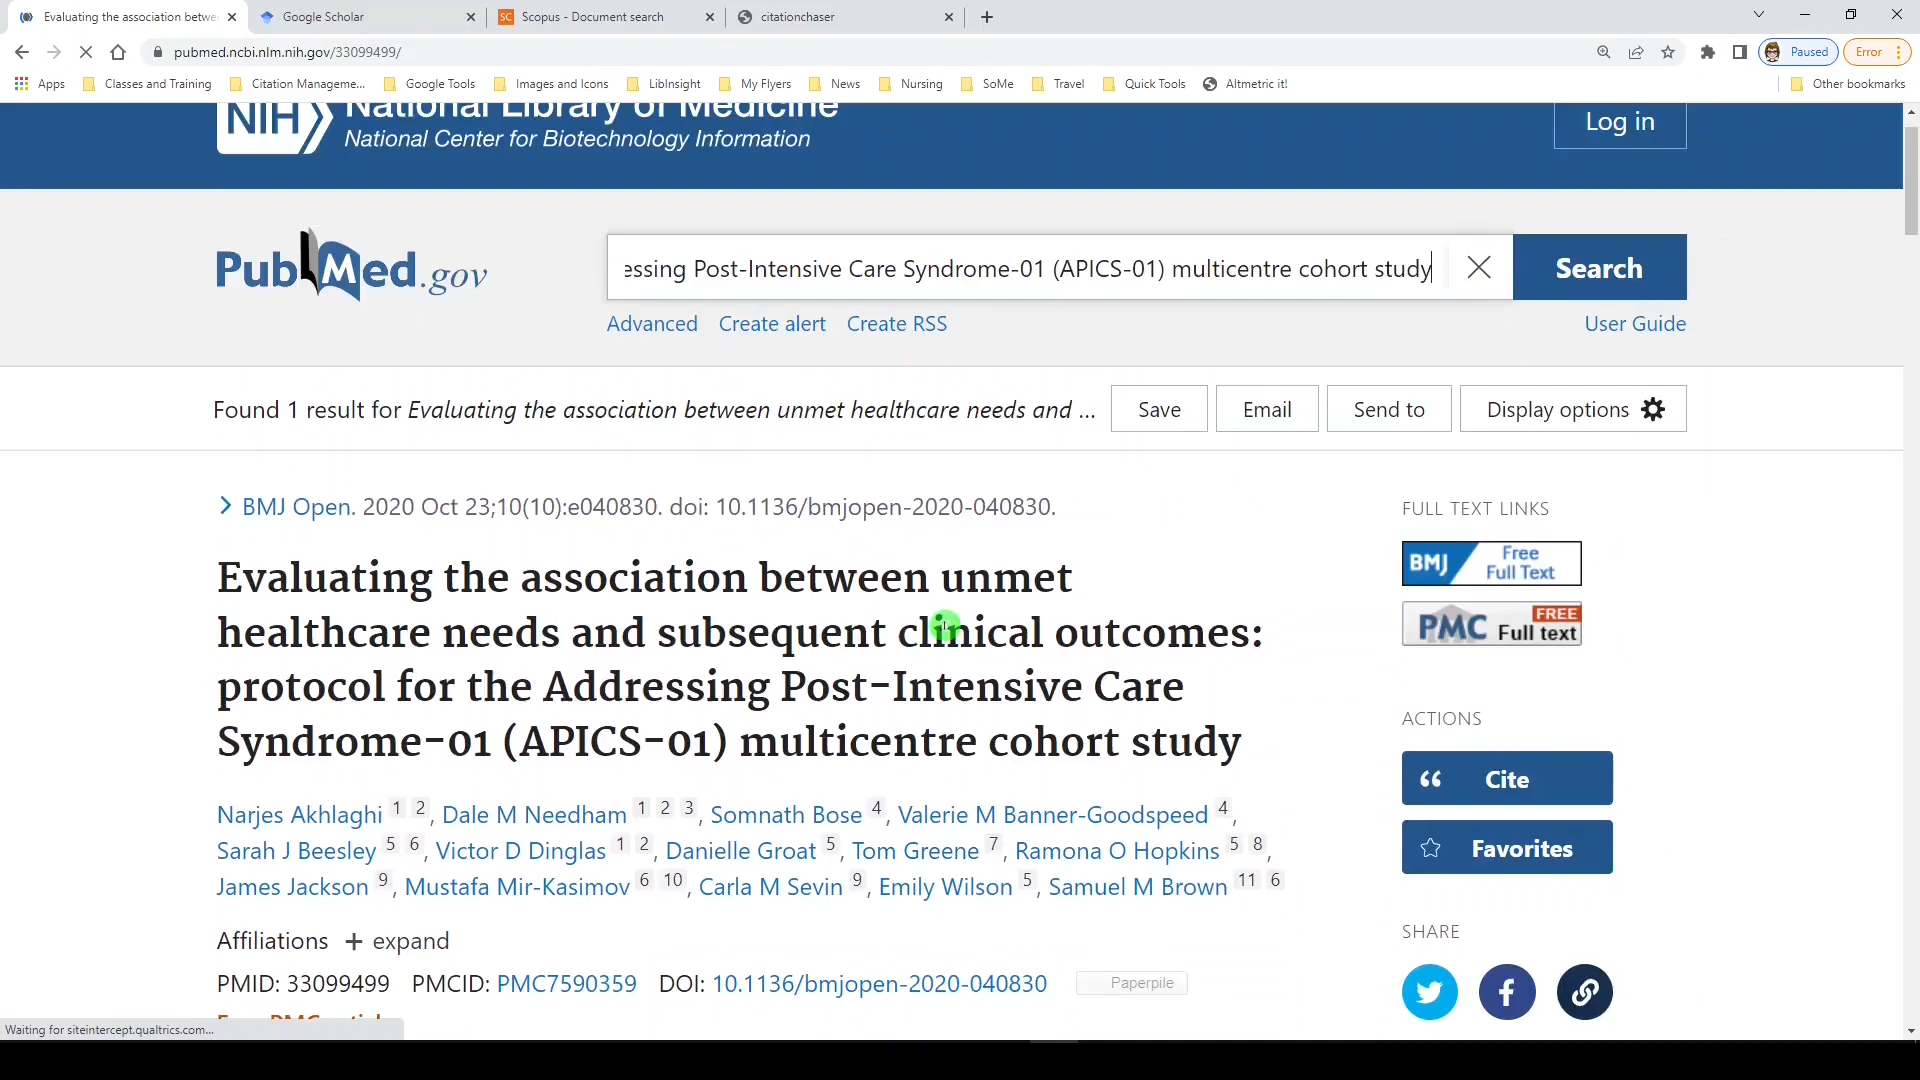 Evaluating the association betwe
Google Scholar
SC Scopus - Document search
citationchaser
pubmed.ncbi.nlm.nih.gov/33099499/
Paused
Error
Apps
Classes and Training
Citation Manageme...
Google Tools
Images and Icons
LibInsight
My Flyers
News
Nursing
SoMe
Travel
Quick Tools
Altmetric it!
Other bookmarks
NIH National Library of Medicine
National Center for Biotechnology Information
Log in
PubMed.gov
essing Post-Intensive Care Syndrome-01 (APICS-01) multicentre cohort study
Search
Advanced Create alert Create RSS
User Guide
Found 1 result for Evaluating the association between unmet healthcare needs and ...
Save
Email
Send to
Display options
BMJ Open. 2020 Oct 23;10(10):e040830. doi: 10.1136/bmjopen-2020-040830.
Evaluating the association between unmet
healthcare needs and subsequent clinical outcomes:
protocol for the Addressing Post-Intensive Care
Syndrome-01 (APICS-01) multicentre cohort study
Narjes Akhlaghi 1 2, Dale M Needham 1 2 3, Somnath Bose 4, Valerie M Banner-Goodspeed 4,
Sarah J Beesley 5 6, Victor D Dinglas 1 2, Danielle Groat 5, Tom Greene 7, Ramona O Hopkins 5 8,
James Jackson 9, Mustafa Mir-Kasimov 6 10, Carla M Sevin 9, Emily Wilson 5, Samuel M Brown 11 6
Affiliations + expand
PMID: 33099499 PMCID: PMC7590359 DOI: 10.1136/bmjopen-2020-040830
Paperpile
FULL TEXT LINKS
BMJ Free
Full Text
PMC FREE
Full text
ACTIONS
Cite
Favorites
SHARE
Waiting for siteintercept.qualtrics.com...